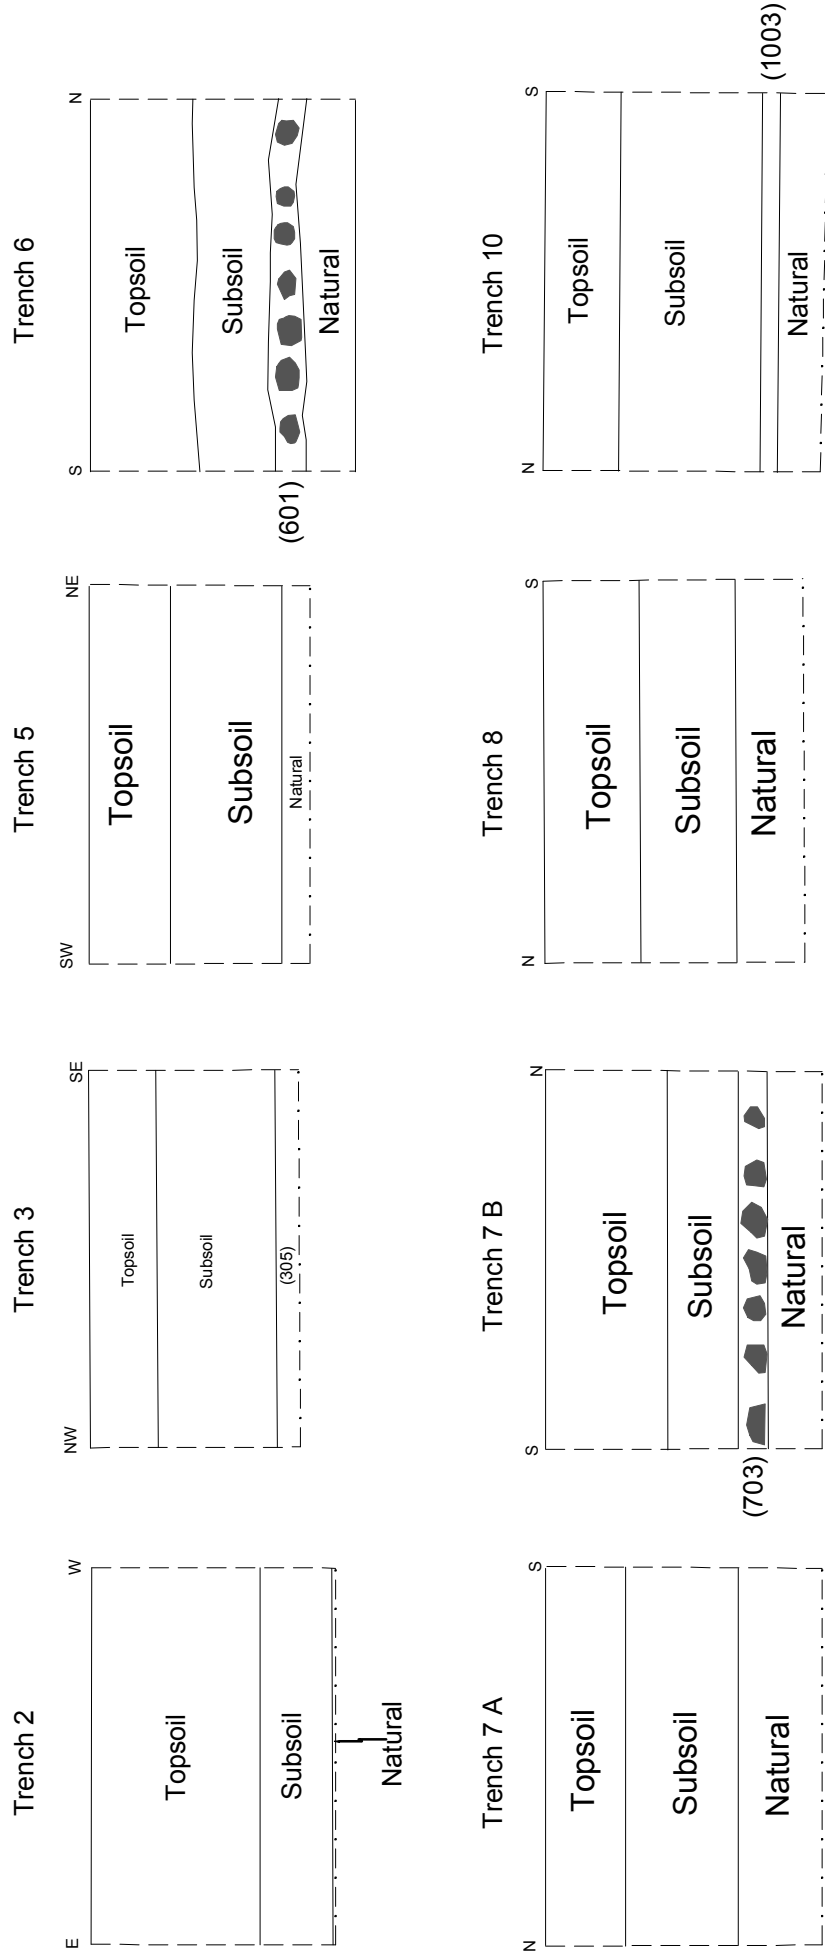 Trench 2
E
W
Topsoil
Subsoil
Natural
Trench 3
NW
SE
Topsoil
Subsoil
(305)
Trench 5
SW
NE
Topsoil
Subsoil
Natural
Trench 6
S
N
Topsoil
Subsoil
(601)
Natural
Trench 7 A
N
S
Topsoil
Subsoil
Natural
Trench 7 B
S
N
Topsoil
Subsoil
(703)
Natural
Trench 8
N
S
Topsoil
Subsoil
Natural
Trench 10
N
S
Topsoil
Subsoil
(1003)
Natural